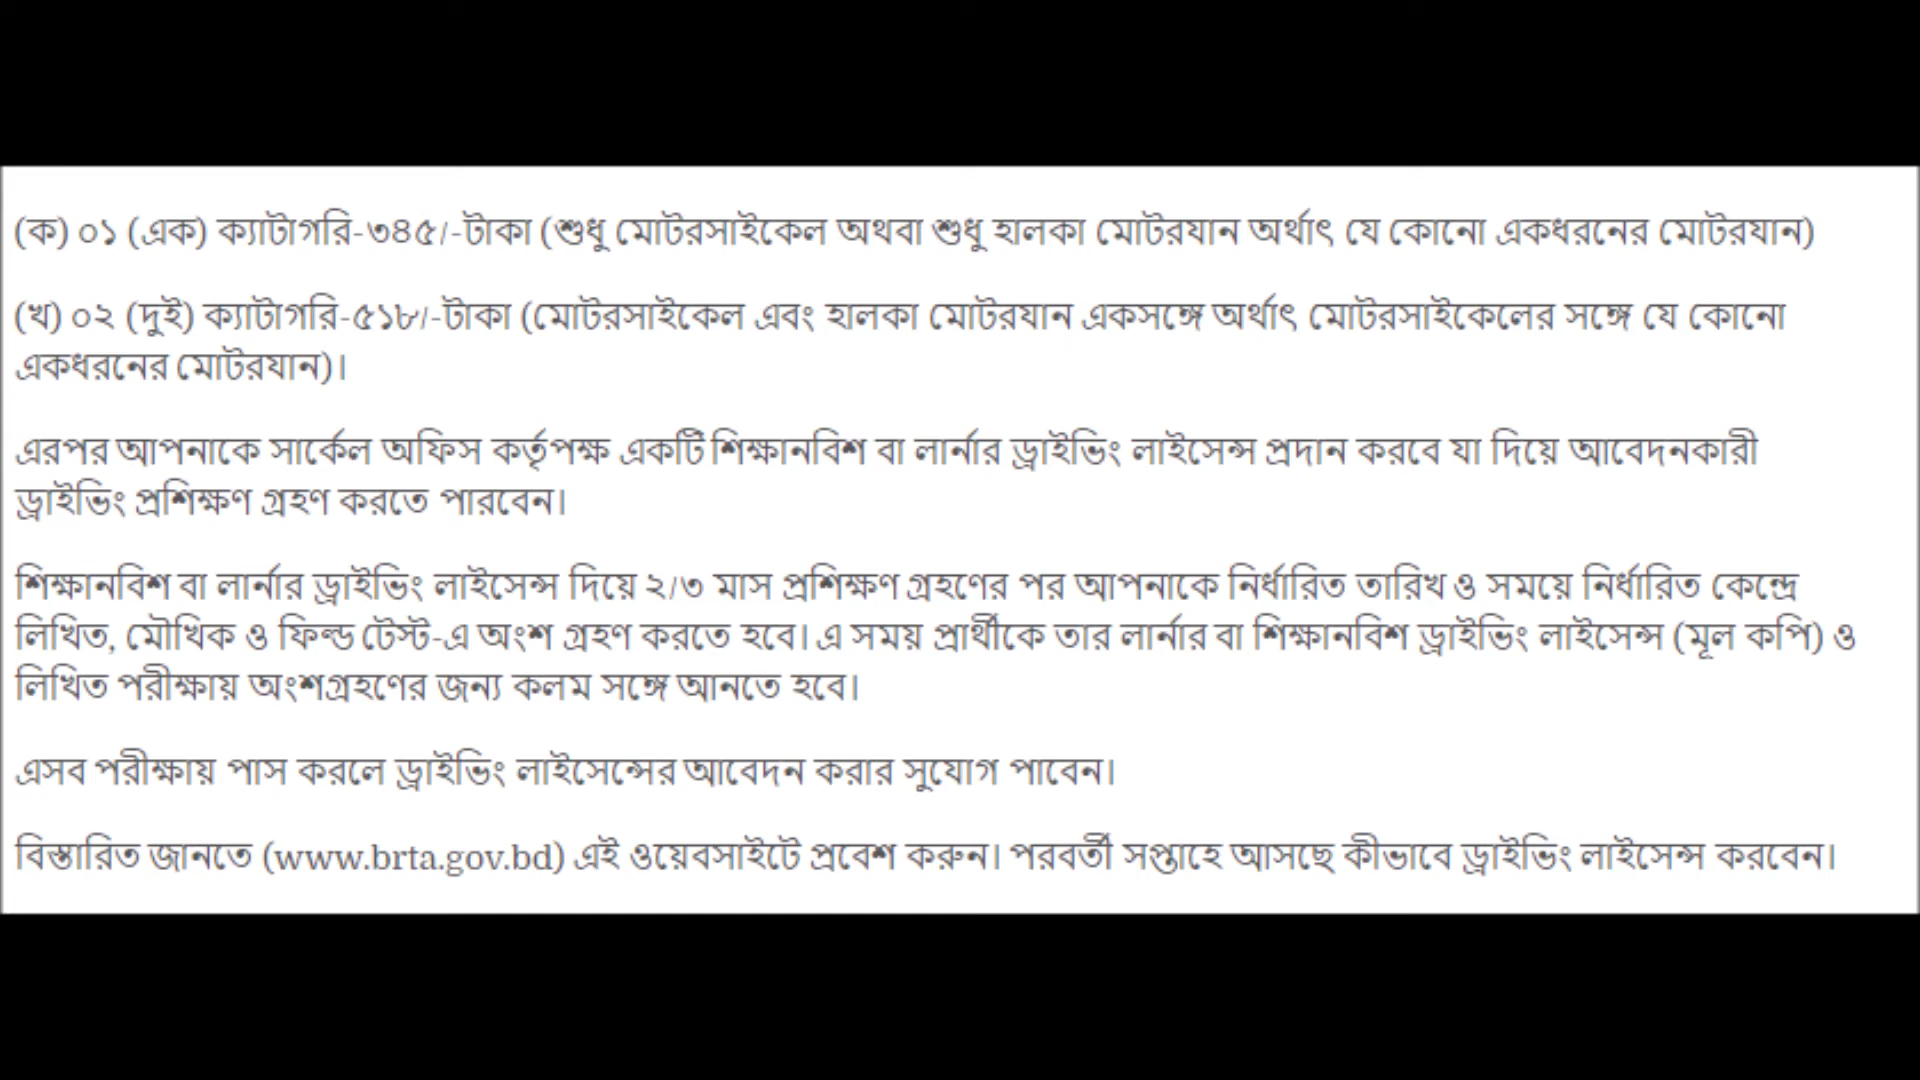 (ক) ০১ (এক) ক্যাটাগরি-৩৪৫/-টাকা (শুধু মোটরসাইকেল অথবা শুধু হালকা মোটরযান অর্থাৎ যে কোনো একধরনের মোটরযান)
(খ) ০২ (দুই) ক্যাটাগরি-৫১৮/-টাকা (মোটরসাইকেল এবং হালকা মোটরযান একসঙ্গে অর্থাৎ মোটরসাইকেলের সঙ্গে যে কোনো
একধরনের মোটরযান)।
এরপর আপনাকে সার্কেল অফিস কর্তৃপক্ষ একটি শিক্ষানবিশ বা লার্নার ড্রাইভিং লাইসেন্স প্রদান করবে যা দিয়ে আবেদনকারী
ড্রাইভিং প্রশিক্ষণ গ্রহণ করতে পারবেন।
শিক্ষানবিশ বা লার্নার ড্রাইভিং লাইসেন্স দিয়ে ২/৩ মাস প্রশিক্ষণ গ্রহণের পর আপনাকে নির্ধারিত তারিখ ও সময়ে নির্ধারিত কেন্দ্রে
লিখিত, মৌখিক ও ফিল্ড টেস্ট-এ অংশ গ্রহণ করতে হবে। এ সময় প্রার্থীকে তার লার্নার বা শিক্ষানবিশ ড্রাইভিং লাইসেন্স (মূল কপি) ও
লিখিত পরীক্ষায় অংশগ্রহণের জন্য কলম সঙ্গে আনতে হবে।
এসব পরীক্ষায় পাস করলে ড্রাইভিং লাইসেন্সের আবেদন করার সুযোগ পাবেন।
বিস্তারিত জানতে (www.brta.gov.bd) এই ওয়েবসাইটে প্রবেশ করুন। পরবর্তী সপ্তাহে আসছে কীভাবে ড্রাইভিং লাইসেন্স করবেন।